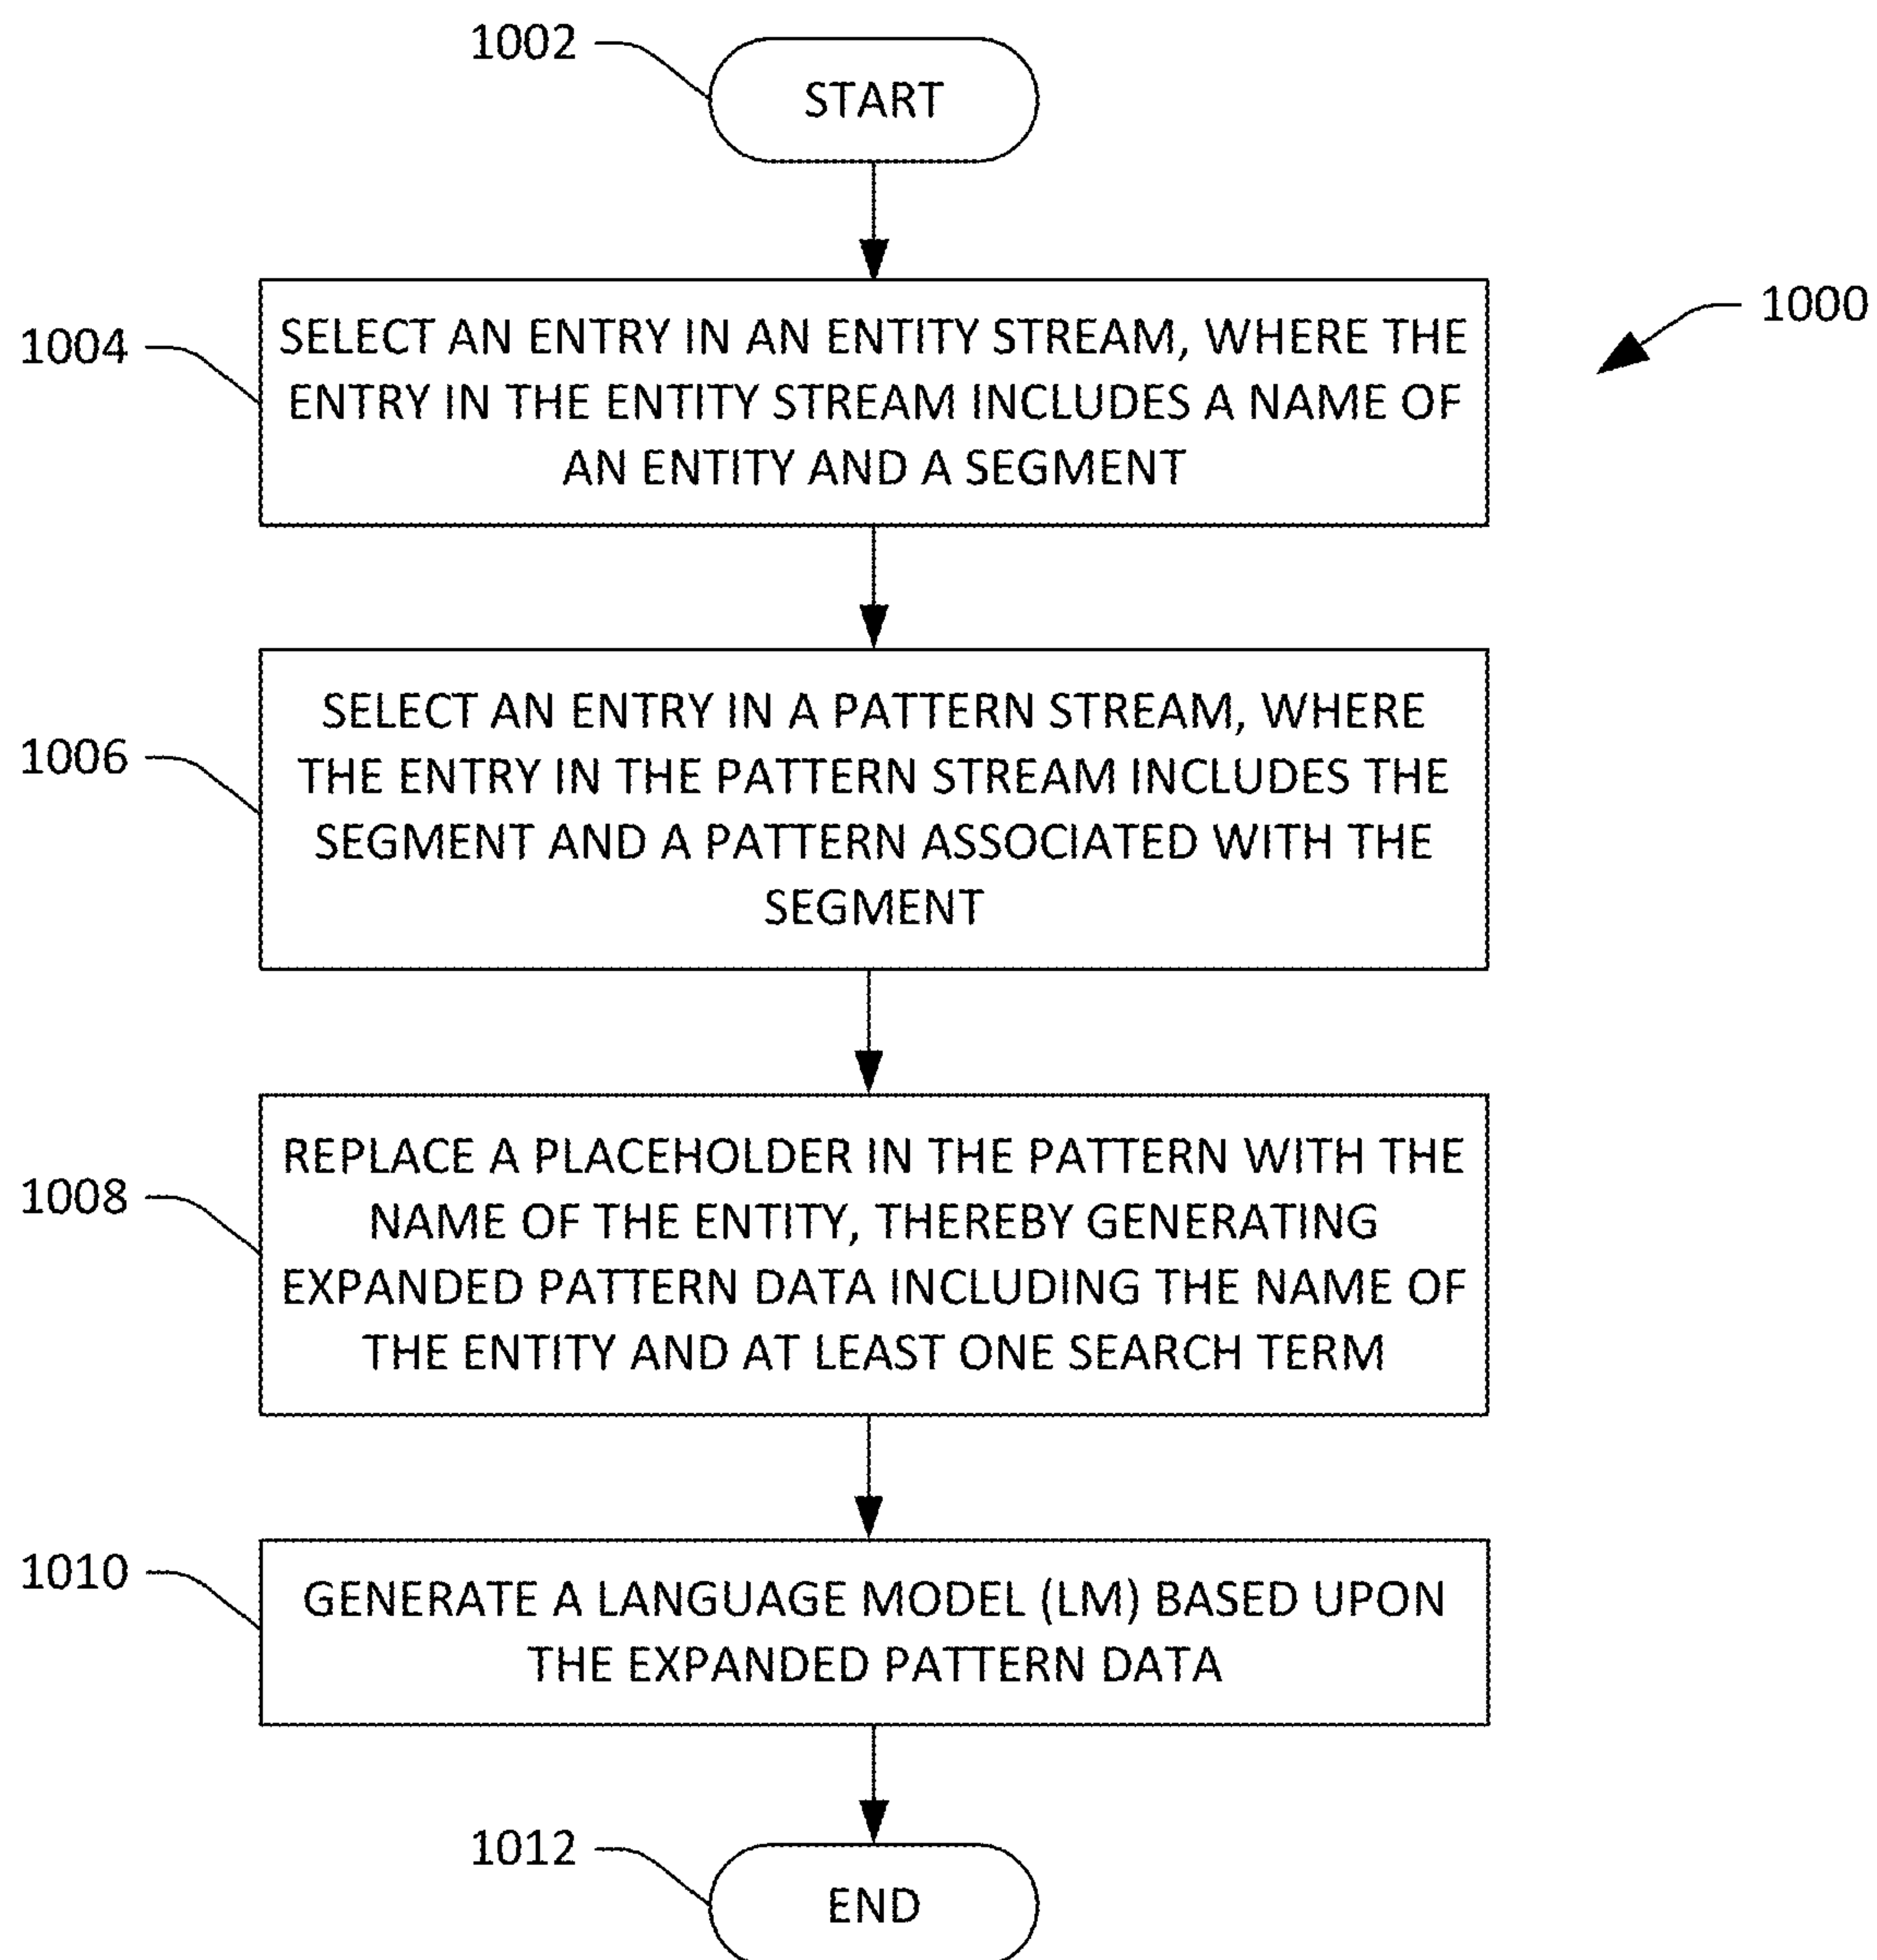 1002
START
1000
1004
SELECT AN ENTRY IN AN ENTITY STREAM, WHERE THE
ENTRY IN THE ENTITY STREAM INCLUDES A NAME OF
AN ENTITY AND A SEGMENT
1006
SELECT AN ENTRY IN A PATTERN STREAM, WHERE
THE ENTRY IN THE PATTERN STREAM INCLUDES THE
SEGMENT AND A PATTERN ASSOCIATED WITH THE
SEGMENT
1008
REPLACE A PLACEHOLDER IN THE PATTERN WITH THE
NAME OF THE ENTITY, THEREBY GENERATING
EXPANDED PATTERN DATA INCLUDING THE NAME OF
THE ENTITY AND AT LEAST ONE SEARCH TERM
1010
GENERATE A LANGUAGE MODEL (LM) BASED UPON
THE EXPANDED PATTERN DATA
1012
END